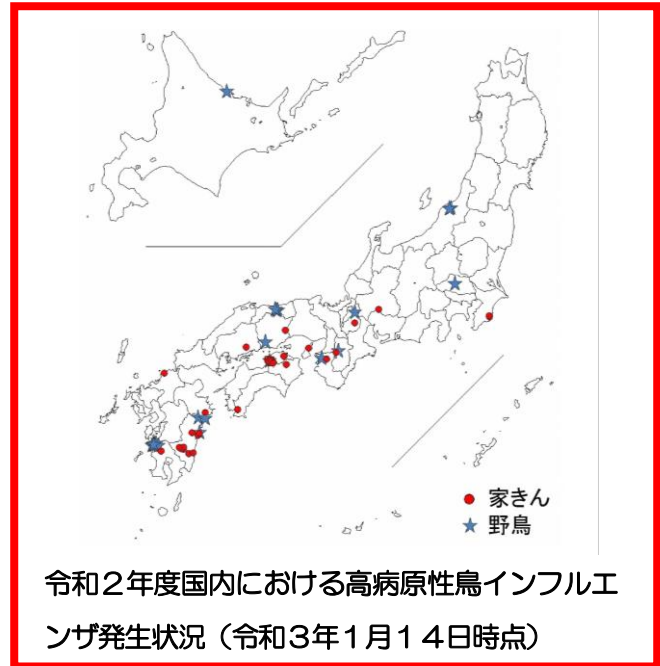 家きん
野鳥
令和２年度国内における高病原性鳥インフルエ
ンザ発生状況（令和３年１月１４日時点）